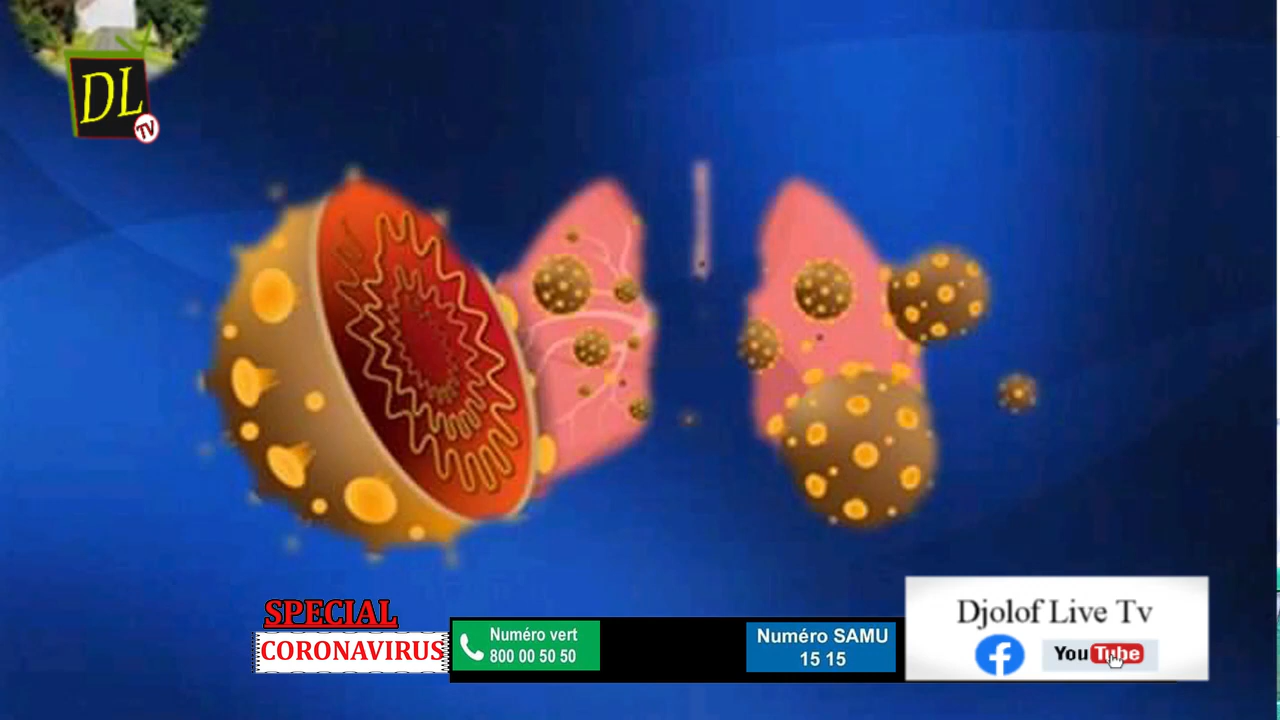 DL
TV
SPECIAL
CORONAVIRUS
Numéro vert
800 00 50 50
Numéro SAMU
15 15
Djolof Live Tv
YouTube